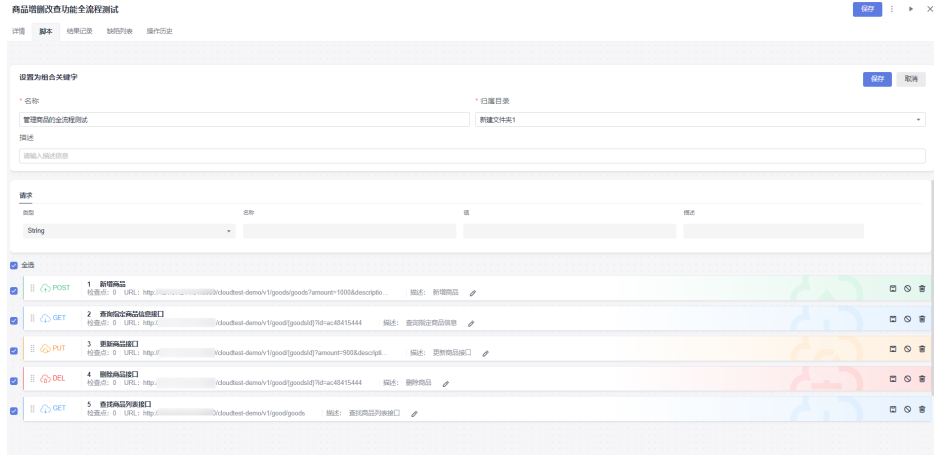 商品增删改查功能全流程测试
保存
详情 脚本 结果记录 缺陷列表 操作历史
设置为组合关键字
保存 取消
* 名称 * 归属目录
管理商品的全流程测试 新建文件夹1
描述
请输入描述信息
请求
类型 名称 值 描述
String
全选
POST 1 新增商品
检查点: 0 URL: http: /cloudtest-demo/v1/goods/goods?amount=1000&descriptio... 描述: 新增商品
GET 2 查询指定商品信息接口
检查点: 0 URL: http:/ /cloudtest-demo/v1/good/{goodsId}?id=ac48415444 描述: 查询指定商品信息
PUT 3 更新商品接口
检查点: 0 URL: http:// /cloudtest-demo/v1/good/{goodsId}?amount=900&descripti... 描述: 更新商品接口
DEL 4 删除商品接口
检查点: 0 URL: http: /cloudtest-demo/v1/good/{goodsId}?id=ac48415444 描述: 删除商品
GET 5 查找商品列表接口
检查点: 0 URL: http:/ /cloudtest-demo/v1/good/goods 描述: 查找商品列表接口